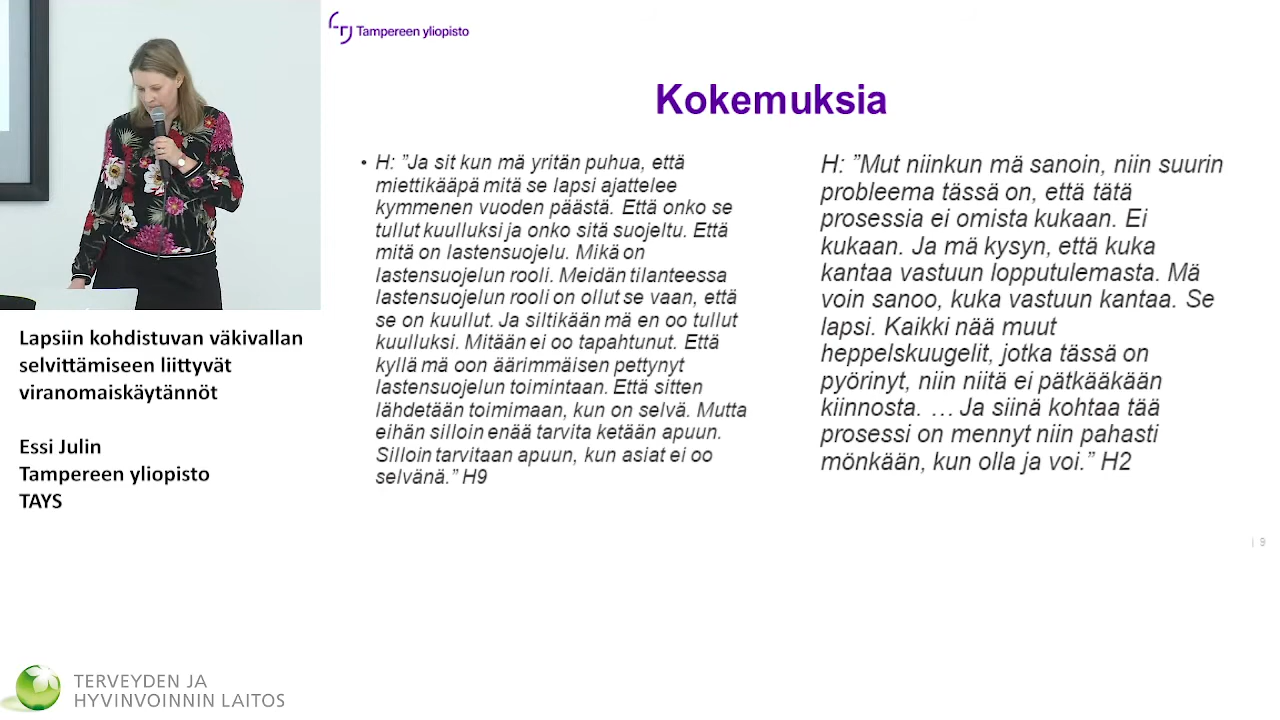 Tampereen yliopisto
Kokemuksia
• H: ”Ja sit kun mä yritän puhua, että
miettikääpä mitä se lapsi ajattelee
kymmenen vuoden päästä. Että onko se
tullut kuulluksi ja onko sitä suojeltu. Että
mitä on lastensuojelu. Mikä on
lastensuojelun rooli. Meidän tilanteessa
lastensuojelun rooli on ollut se vaan, että
se on kuullut. Ja siltikään mä en oo tullut
kuulluksi. Mitään ei oo tapahtunut. Että
kyllä mä oon äärimmäisen pettynyt
lastensuojelun toimintaan. Että sitten
lähdetään toimimaan, kun on selvä. Mutta
eihän silloin enää tarvita ketään apuun.
Silloin tarvitaan apuun, kun asiat ei oo
selvänä.” H9
H: ”Mut niinkun mä sanoin, niin suurin
probleema tässä on, että tätä
prosessia ei omista kukaan. Ei
kukaan. Ja mä kysyn, että kuka
kantaa vastuun lopputulemasta. Mä
voin sanoo, kuka vastuun kantaa. Se
lapsi. Kaikki nää muut
heppelskuugelit, jotka tässä on
pyörinyt, niin niitä ei pätkääkään
kiinnosta. … Ja siinä kohtaa tää
prosessi on mennyt niin pahasti
mönkään, kun olla ja voi.” H2
| 9
Lapsiin kohdistuvan väkivallan
selvittämiseen liittyvät
viranomaiskäytännöt
Essi Julin
Tampereen yliopisto
TAYS
TERVEYDEN JA
HYVINVOINNIN LAITOS